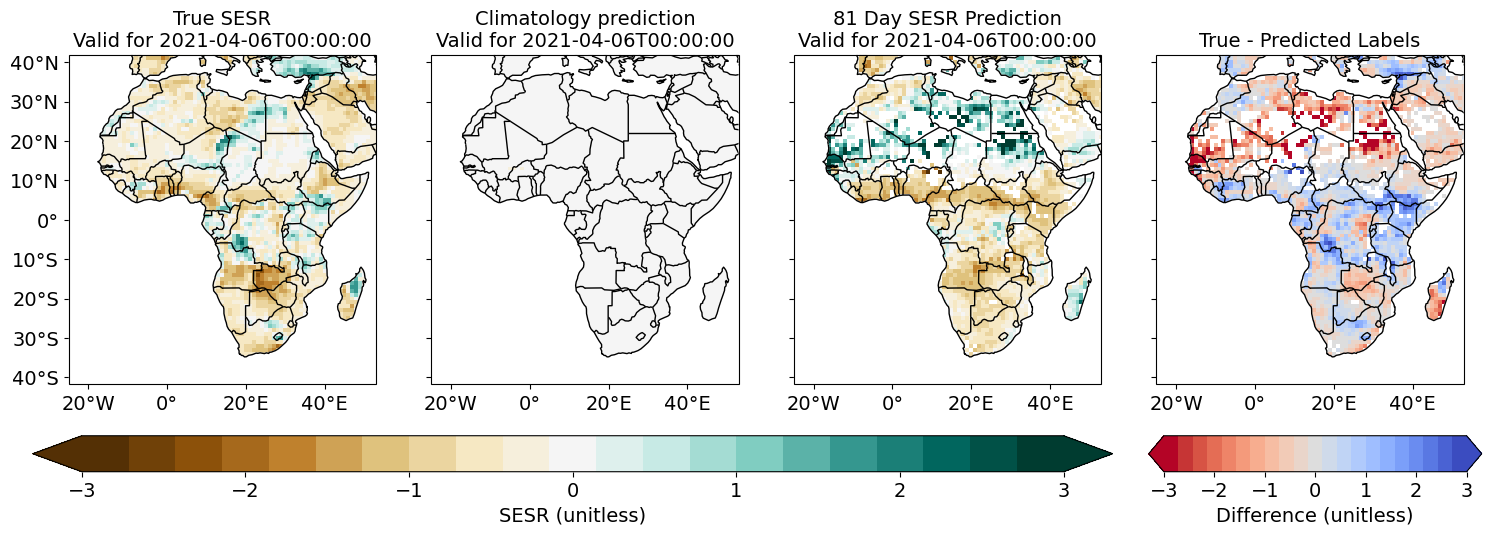 True SESR
Valid for 2021-04-06T00:00:00
Climatology prediction
Valid for 2021-04-06T00:00:00
81 Day SESR Prediction
Valid for 2021-04-06T00:00:00
True - Predicted Labels
40°N
30°N
20°N
10°N
0°
10°S
20°S
30°S
40°S
20°W 0° 20°E 40°E
20°W 0° 20°E 40°E
20°W 0° 20°E 40°E
20°W 0° 20°E 40°E
−3 −2 −1 0 1 2 3
SESR (unitless)
−3 −2 −1 0 1 2 3
Difference (unitless)